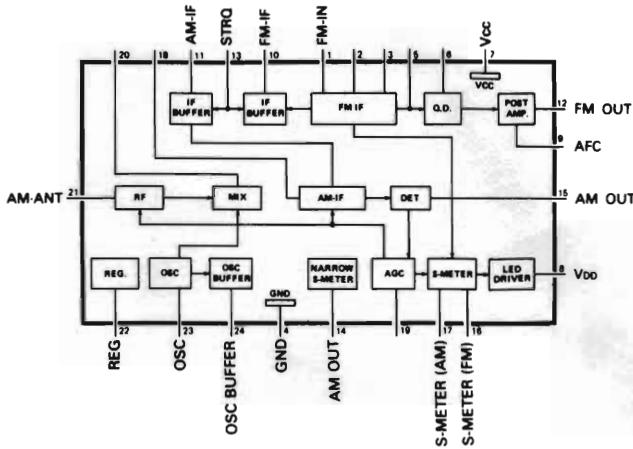 AM-IF
STRQ
FM-IF
FM-IN
Vcc
20
18
11
13
10
1
2
3
5
6
7
VCC
IF BUFFER
IF BUFFER
FM IF
Q.D.
POST AMP.
12
FM OUT
9
AFC
AM-ANT
21
RF
MIX
AM-IF
DET
15
AM OUT
REG.
OSC
OSC BUFFER
GND
NARROW S-METER
AGC
S-METER
LED DRIVER
8
VDD
22
23
24
4
14
19
17
16
REG
OSC
OSC BUFFER
GND
AM OUT
S-METER (AM)
S-METER (FM)